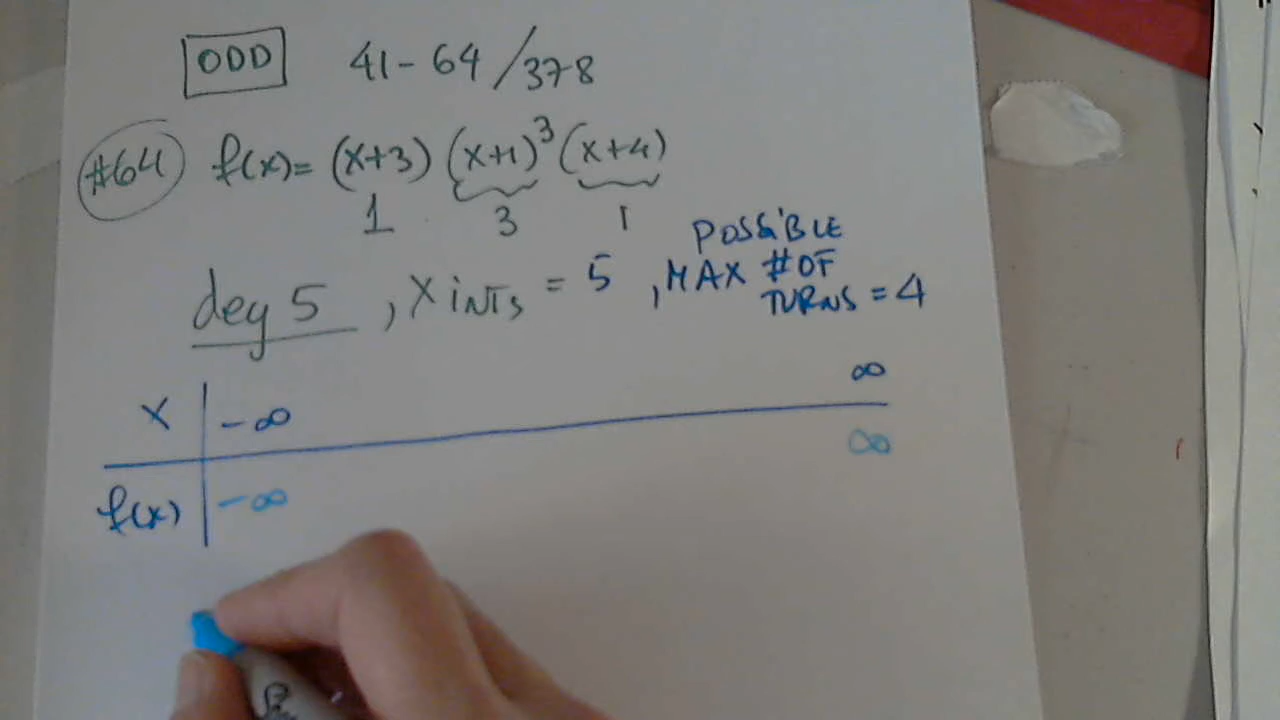 ODD 41-64/378
#64 f(x)= (x+3) (x+1)³ (x+4)
1 3 1
deg 5, X iNTS = 5, MAX # OF
POSSiBLE
TURNS = 4
X -∞ ∞
f(x) -∞ ∞